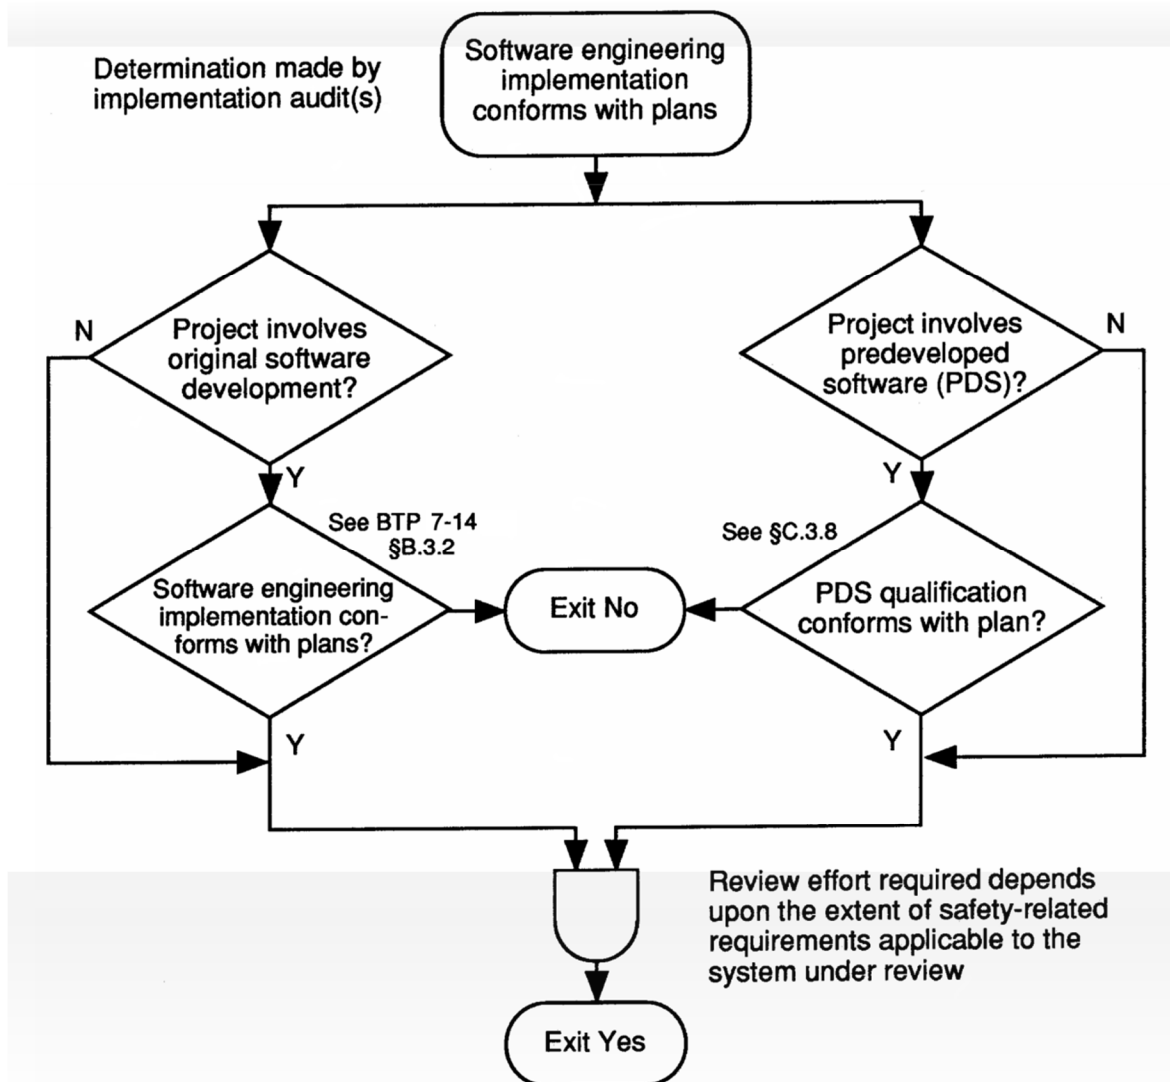 Determination made by
implementation audit(s)
Software engineering
implementation
conforms with plans
N
Project involves
original software
development?
Project involves
predeveloped
software (PDS)?
N
Y
Y
See BTP 7-14
§B.3.2
See §C.3.8
Software engineering
implementation con-
forms with plans?
Exit No
PDS qualification
conforms with plan?
Y
Y
Review effort required depends
upon the extent of safety-related
requirements applicable to the
system under review
Exit Yes